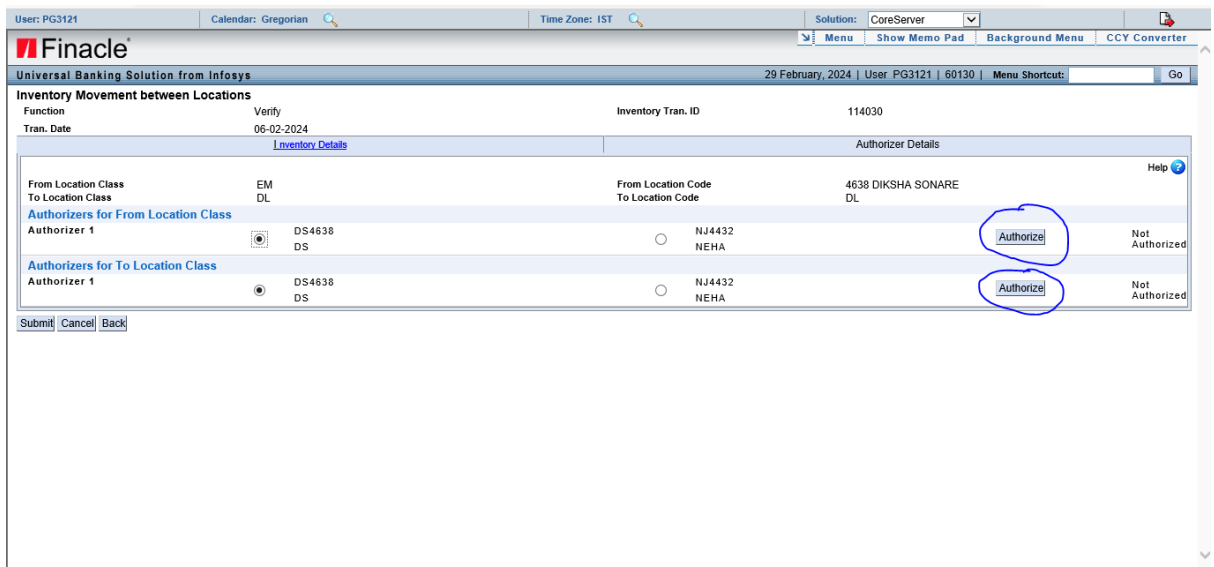 User: PG3121 Calendar: Gregorian Time Zone: IST Solution: CoreServer
Menu Show Memo Pad Background Menu CCY Converter
Finacle
Universal Banking Solution from Infosys 29 February, 2024 | User PG3121 | 60130 | Menu Shortcut: Go
Inventory Movement between Locations
Function Verify Inventory Tran. ID 114030
Tran. Date 06-02-2024
Inventory Details Authorizer Details
Help ?
From Location Class EM From Location Code 4638 DIKSHA SONARE
To Location Class DL To Location Code DL
Authorizers for From Location Class
Authorizer 1 DS4638 NJ4432 Authorize Not
DS NEHA Authorized
Authorizers for To Location Class
Authorizer 1 DS4638 NJ4432 Authorize Not
DS NEHA Authorized
Submit Cancel Back